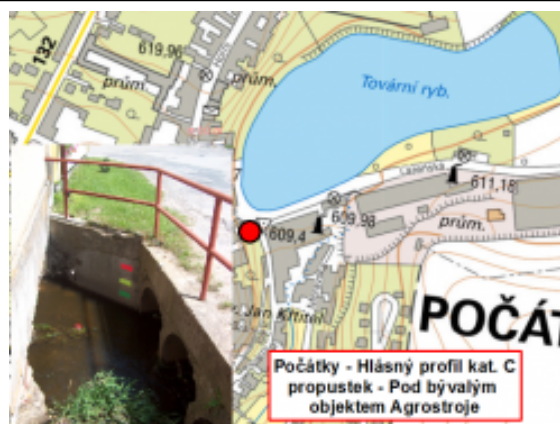 619,96
132
prům.
prům.
Tovární ryb.
Lázeňská
611,18
609,98
609,4
prům.
Jan Křtitel
POČÁT
Počátky - Hlásný profil kat. C
propustek - Pod bývalým
objektem Agrostroje